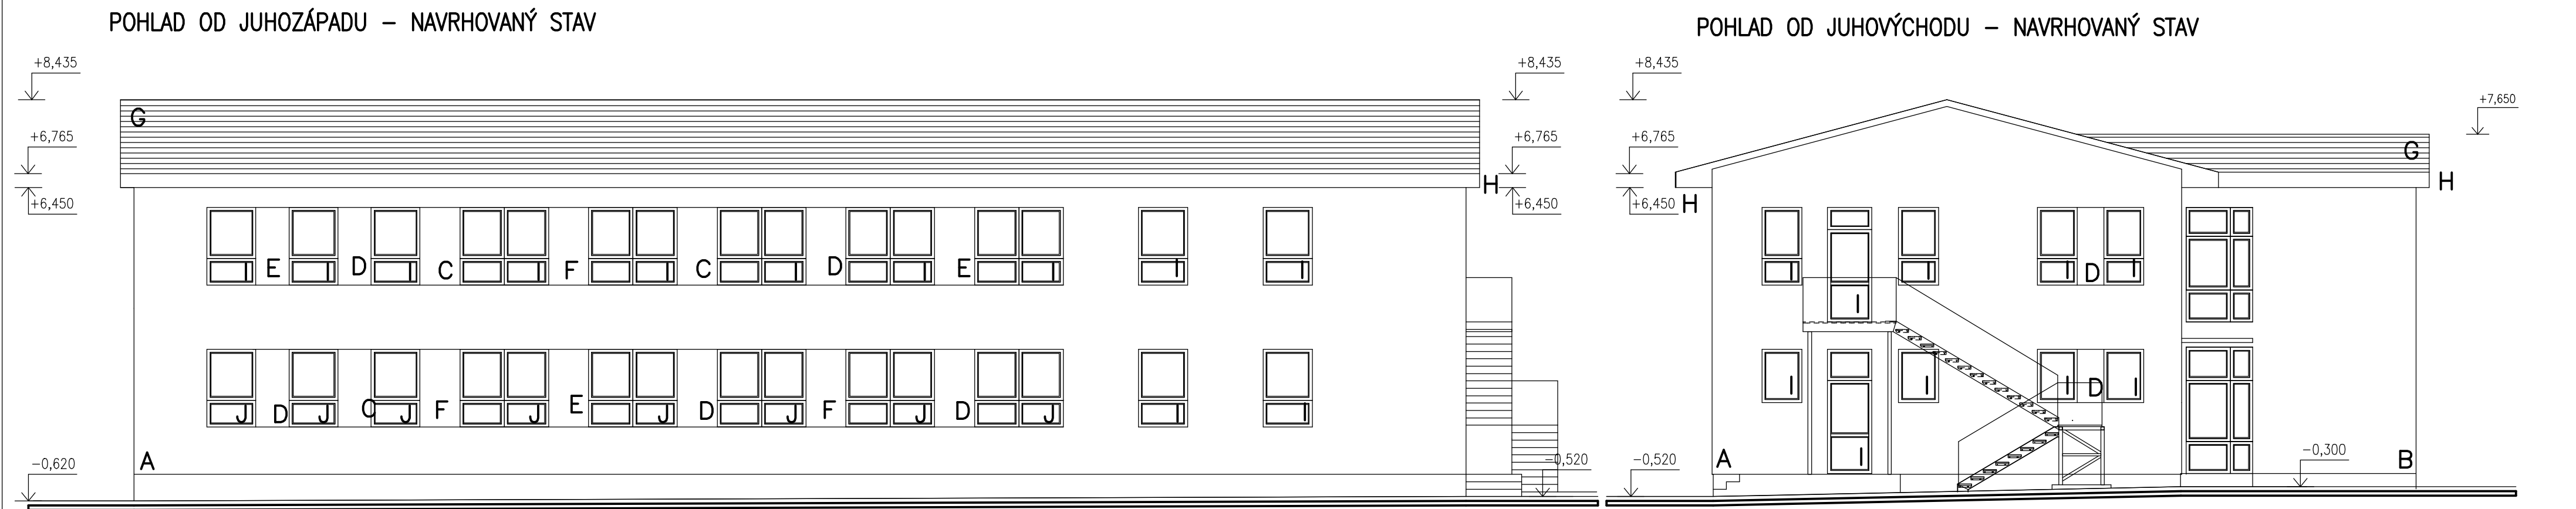 POHLAD OD JUHOZÁPADU – NAVRHOVANÝ STAV
POHLAD OD JUHOVÝCHODU – NAVRHOVANÝ STAV
+8,435
+8,435
+8,435
+7,650
G
+6,765
+6,765
+6,765
G
H
H
+6,450
+6,450
+6,450
H
I E I D I C I F I C I D I E I I I
I I I D I
I
J D J C J F J E J D J F J D J I I
I I I D I
A
A
I
B
-0,620
-0,520
-0,520
-0,300